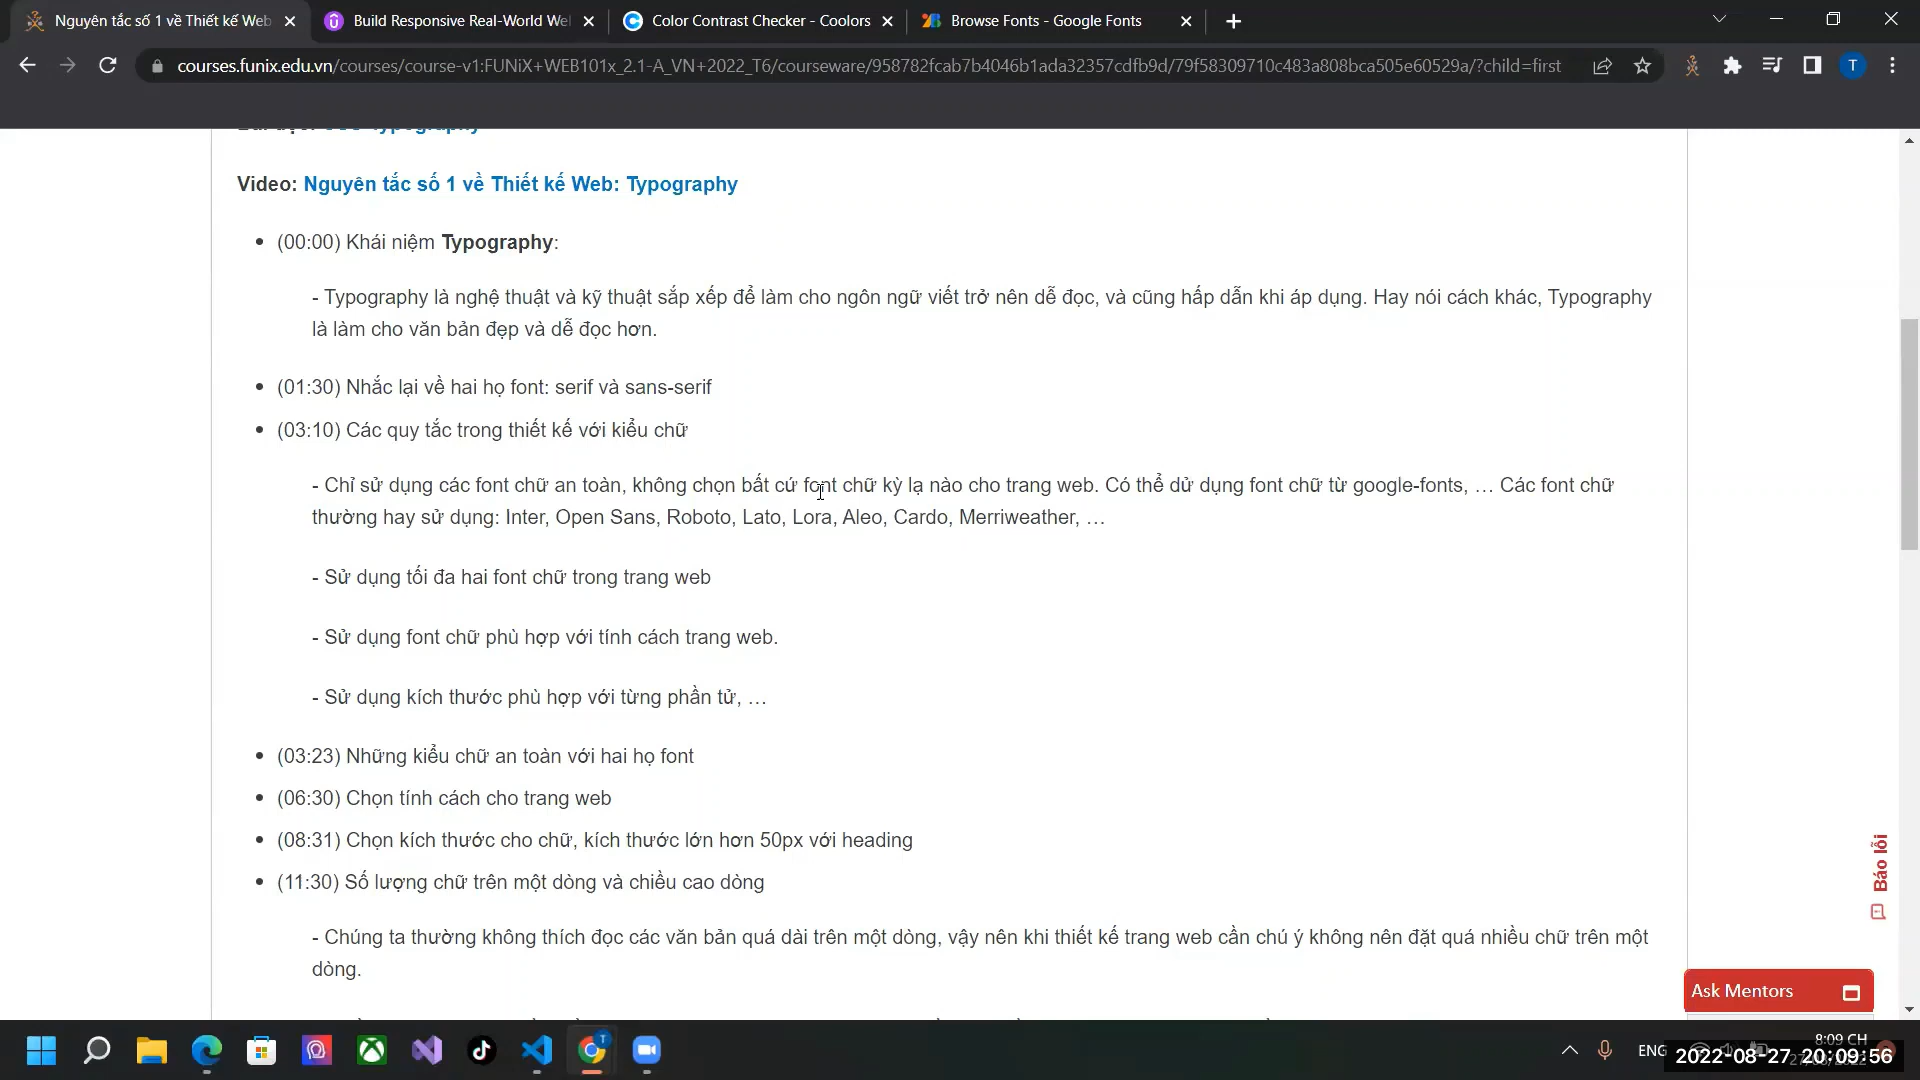 Nguyên tắc số 1 về Thiết kế Web
Build Responsive Real-World We
Color Contrast Checker - Coolors
Browse Fonts - Google Fonts
courses.funix.edu.vn/courses/course-v1:FUNiX+WEB101x_2.1-A_VN+2022_T6/courseware/958782fcab7b4046b1ada32357cdfb9d/79f58309710c483a808bca505e60529a/?child=first
T
Video: Nguyên tắc số 1 về Thiết kế Web: Typography
(00:00) Khái niệm Typography:
- Typography là nghệ thuật và kỹ thuật sắp xếp để làm cho ngôn ngữ viết trở nên dễ đọc, và cũng hấp dẫn khi áp dụng. Hay nói cách khác, Typography
là làm cho văn bản đẹp và dễ đọc hơn.
(01:30) Nhắc lại về hai họ font: serif và sans-serif
(03:10) Các quy tắc trong thiết kế với kiểu chữ
- Chỉ sử dụng các font chữ an toàn, không chọn bất cứ font chữ kỳ lạ nào cho trang web. Có thể dử dụng font chữ từ google-fonts, … Các font chữ
thường hay sử dụng: Inter, Open Sans, Roboto, Lato, Lora, Aleo, Cardo, Merriweather, …
- Sử dụng tối đa hai font chữ trong trang web
- Sử dụng font chữ phù hợp với tính cách trang web.
- Sử dụng kích thước phù hợp với từng phần tử, …
(03:23) Những kiểu chữ an toàn với hai họ font
(06:30) Chọn tính cách cho trang web
(08:31) Chọn kích thước cho chữ, kích thước lớn hơn 50px với heading
(11:30) Số lượng chữ trên một dòng và chiều cao dòng
- Chúng ta thường không thích đọc các văn bản quá dài trên một dòng, vậy nên khi thiết kế trang web cần chú ý không nên đặt quá nhiều chữ trên một
dòng.
Báo lỗi
Ask Mentors
ENG
8:09 CH
2022-08-27 20:09:56